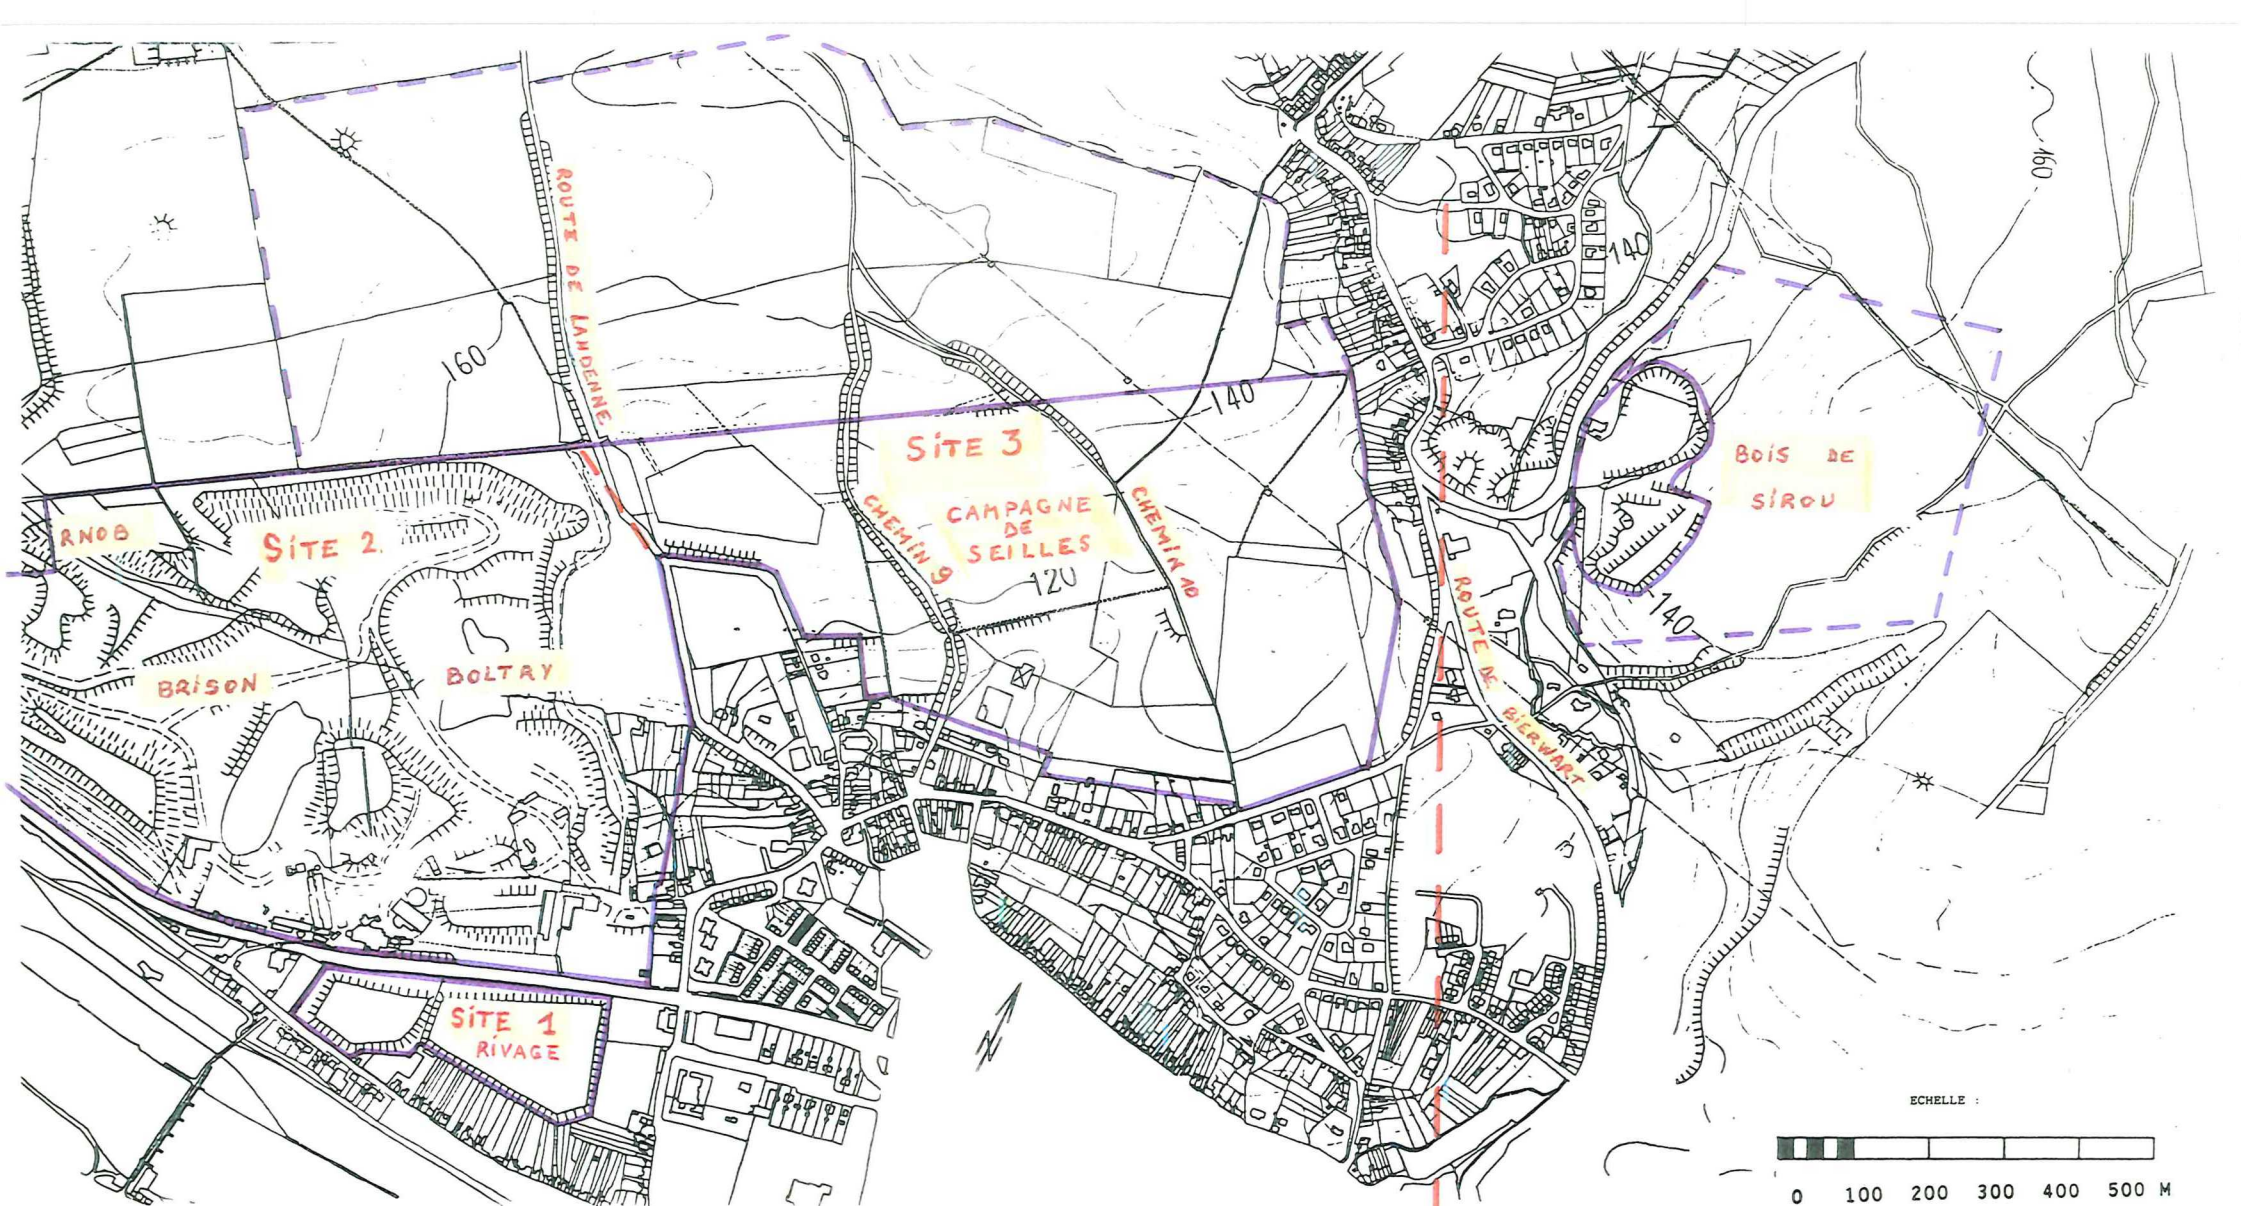 160
ROUTE DE LANDENNE
140
160
140
SiTE 3
BOiS DE
SiROU
RNOB
SiTE 2.
CHEMiN 9
CAMPAGNE
DE
SEiLLES
CHEMiN 10
120
140
ROUTE DE
BiERWART
BRiSON
BOLTRY
SiTE 1
RiVAGE
N
ECHELLE :
0 100 200 300 400 500 M